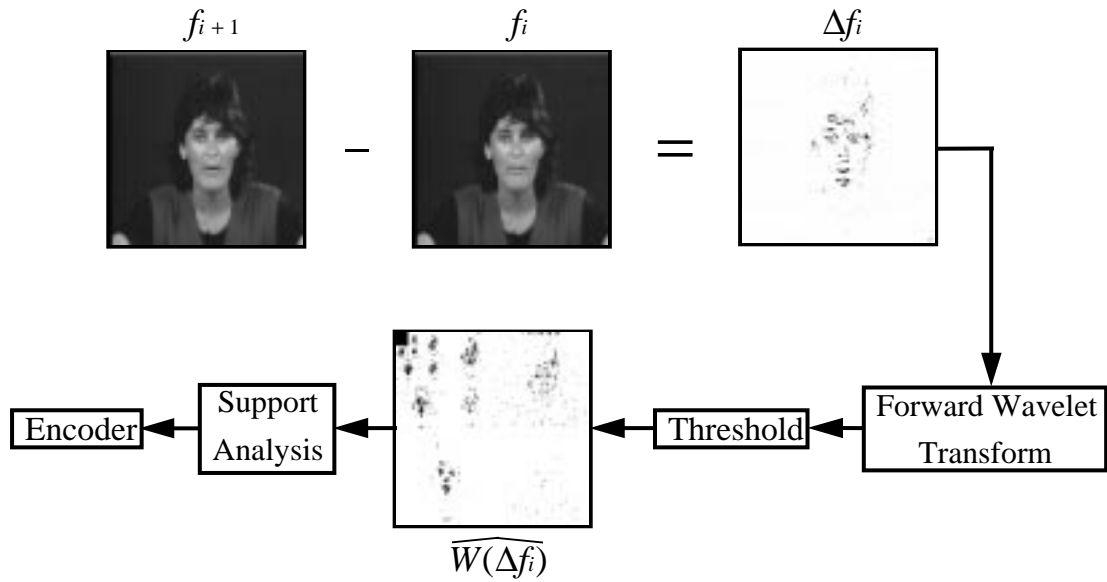 fi + 1
fi
Δfi
–
=
Forward Wavelet
Transform
Threshold
Support
Analysis
Encoder
W(Δfi)